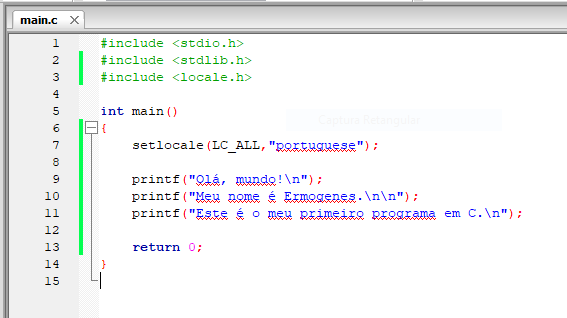 main.c X
1 #include <stdio.h>
2 #include <stdlib.h>
3 #include <locale.h>
4
5 int main()
6 {
7 setlocale(LC_ALL,"portuguese");
8
9 printf("Olá, mundo!\n");
10 printf("Meu nome é Ermogenes.\n\n");
11 printf("Este é o meu primeiro programa em C.\n");
12
13 return 0;
14 }
15
Captura Retangular